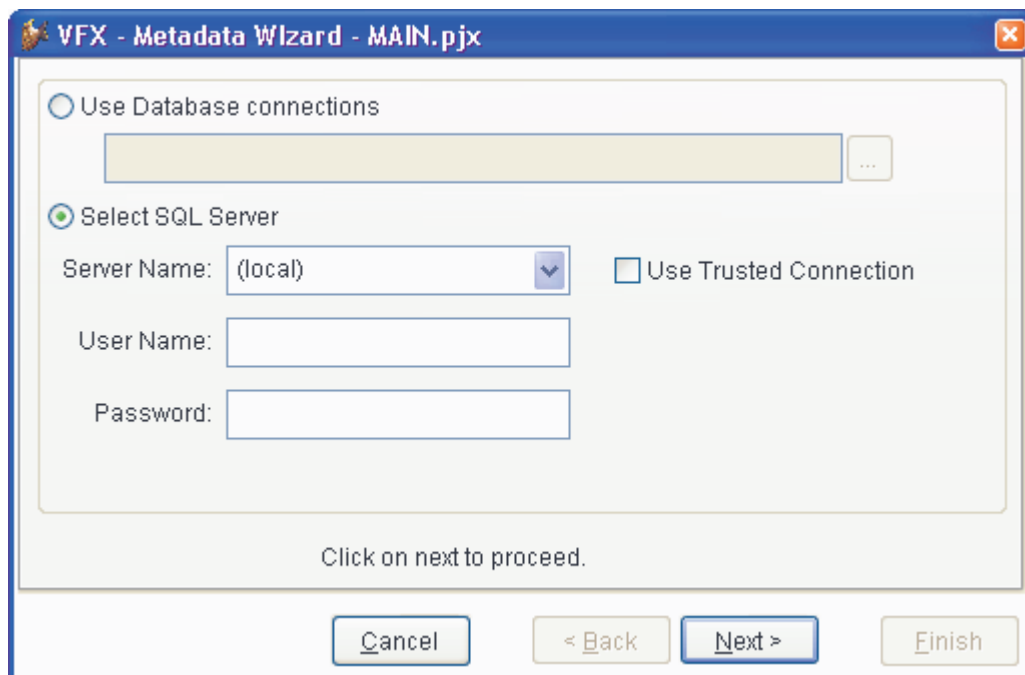 VFX - Metadata WIzard - MAIN.pjx
Use Database connections
...
Select SQL Server
Server Name: (local) Use Trusted Connection
User Name:
Password:
Click on next to proceed.
Cancel < Back Next > Finish